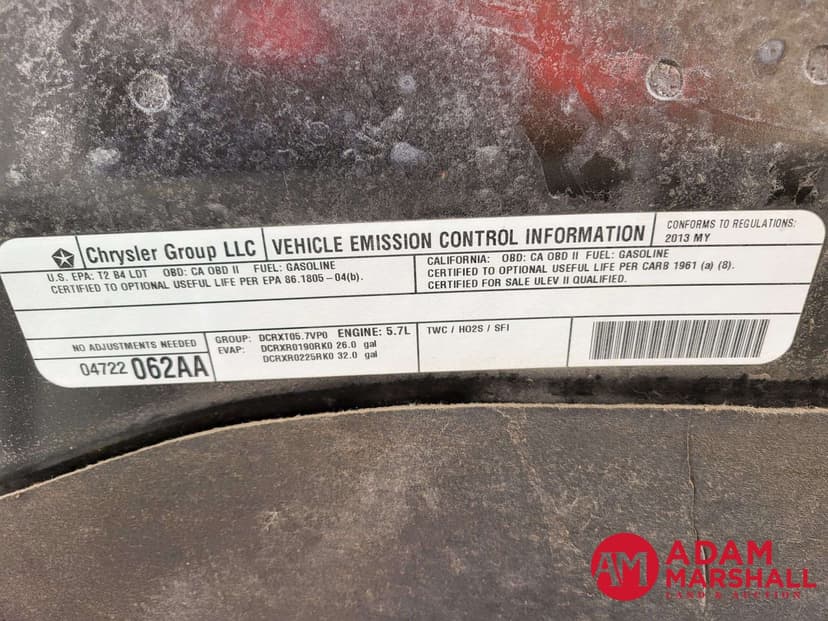 Chrysler Group LLC
VEHICLE EMISSION CONTROL INFORMATION
CONFORMS TO REGULATIONS:
2013 MY
U.S. EPA: T2 B4 LDT OBD: CA OBD II FUEL: GASOLINE
CERTIFIED TO OPTIONAL USEFUL LIFE PER EPA 86.1805-04(b).
CALIFORNIA: OBD: CA OBD II FUEL: GASOLINE
CERTIFIED TO OPTIONAL USEFUL LIFE PER CARB 1961 (a) (8).
CERTIFIED FOR SALE ULEV II QUALIFIED.
NO ADJUSTMENTS NEEDED
04722 062AA
GROUP: DCRXT05.7VP0 ENGINE: 5.7L
EVAP: DCRXR0190RK0 26.0 gal
DCRXR0225RK0 32.0 gal
TWC / HO2S / SFI
AM
ADAM
MARSHALL
LAND & AUCTION